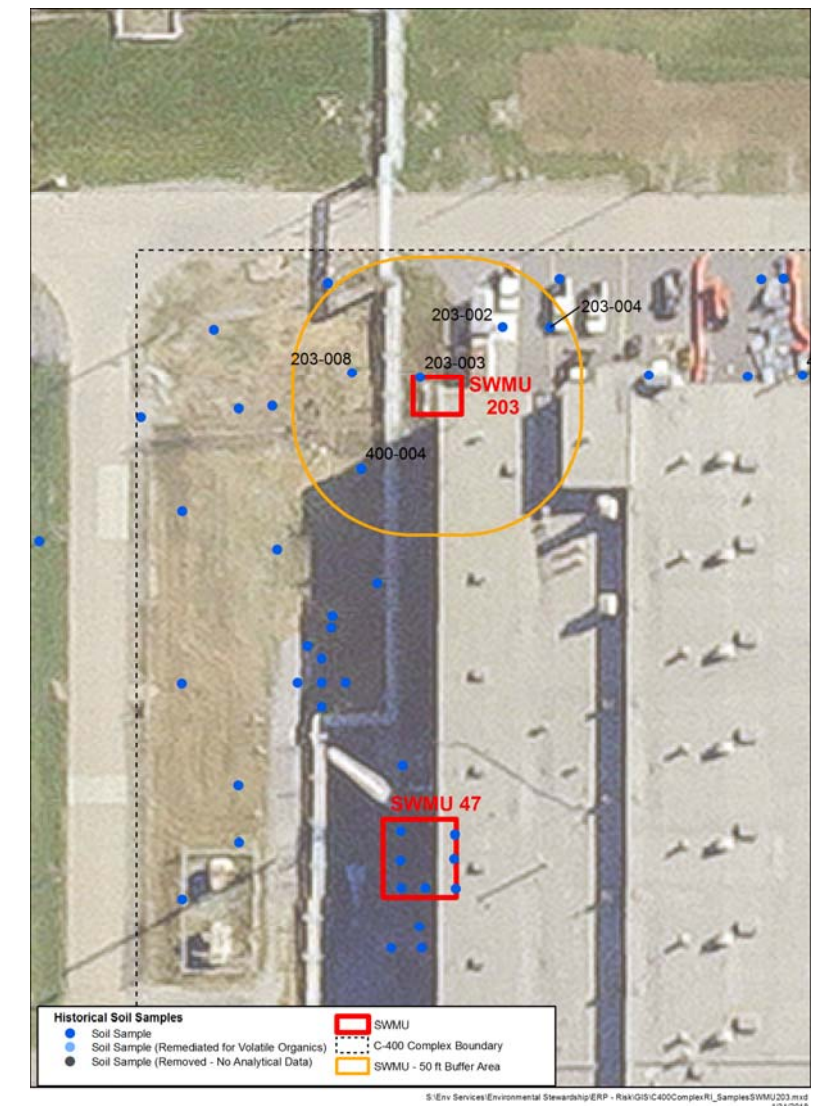 203-002
203-004
203-008
203-003
SWMU
203
400-004
SWMU 47
Historical Soil Samples
Soil Sample
Soil Sample (Remediated for Volatile Organics)
Soil Sample (Removed - No Analytical Data)
SWMU
C-400 Complex Boundary
SWMU - 50 ft Buffer Area
S:\Env Services\Environmental Stewardship\ERP - Risk\GIS\C400ComplexRI_SamplesSWMU203.mxd